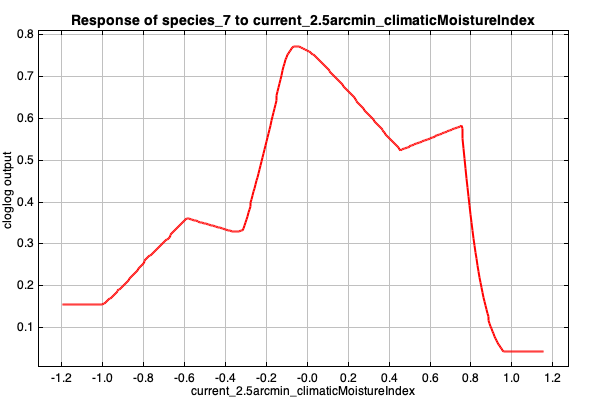 Response of species_7 to current_2.5arcmin_climaticMoistureIndex
cloglog output
0.8
0.7
0.6
0.5
0.4
0.3
0.2
0.1
-1.2 -1.0 -0.8 -0.6 -0.4 -0.2 -0.0 0.2 0.4 0.6 0.8 1.0 1.2
current_2.5arcmin_climaticMoistureIndex